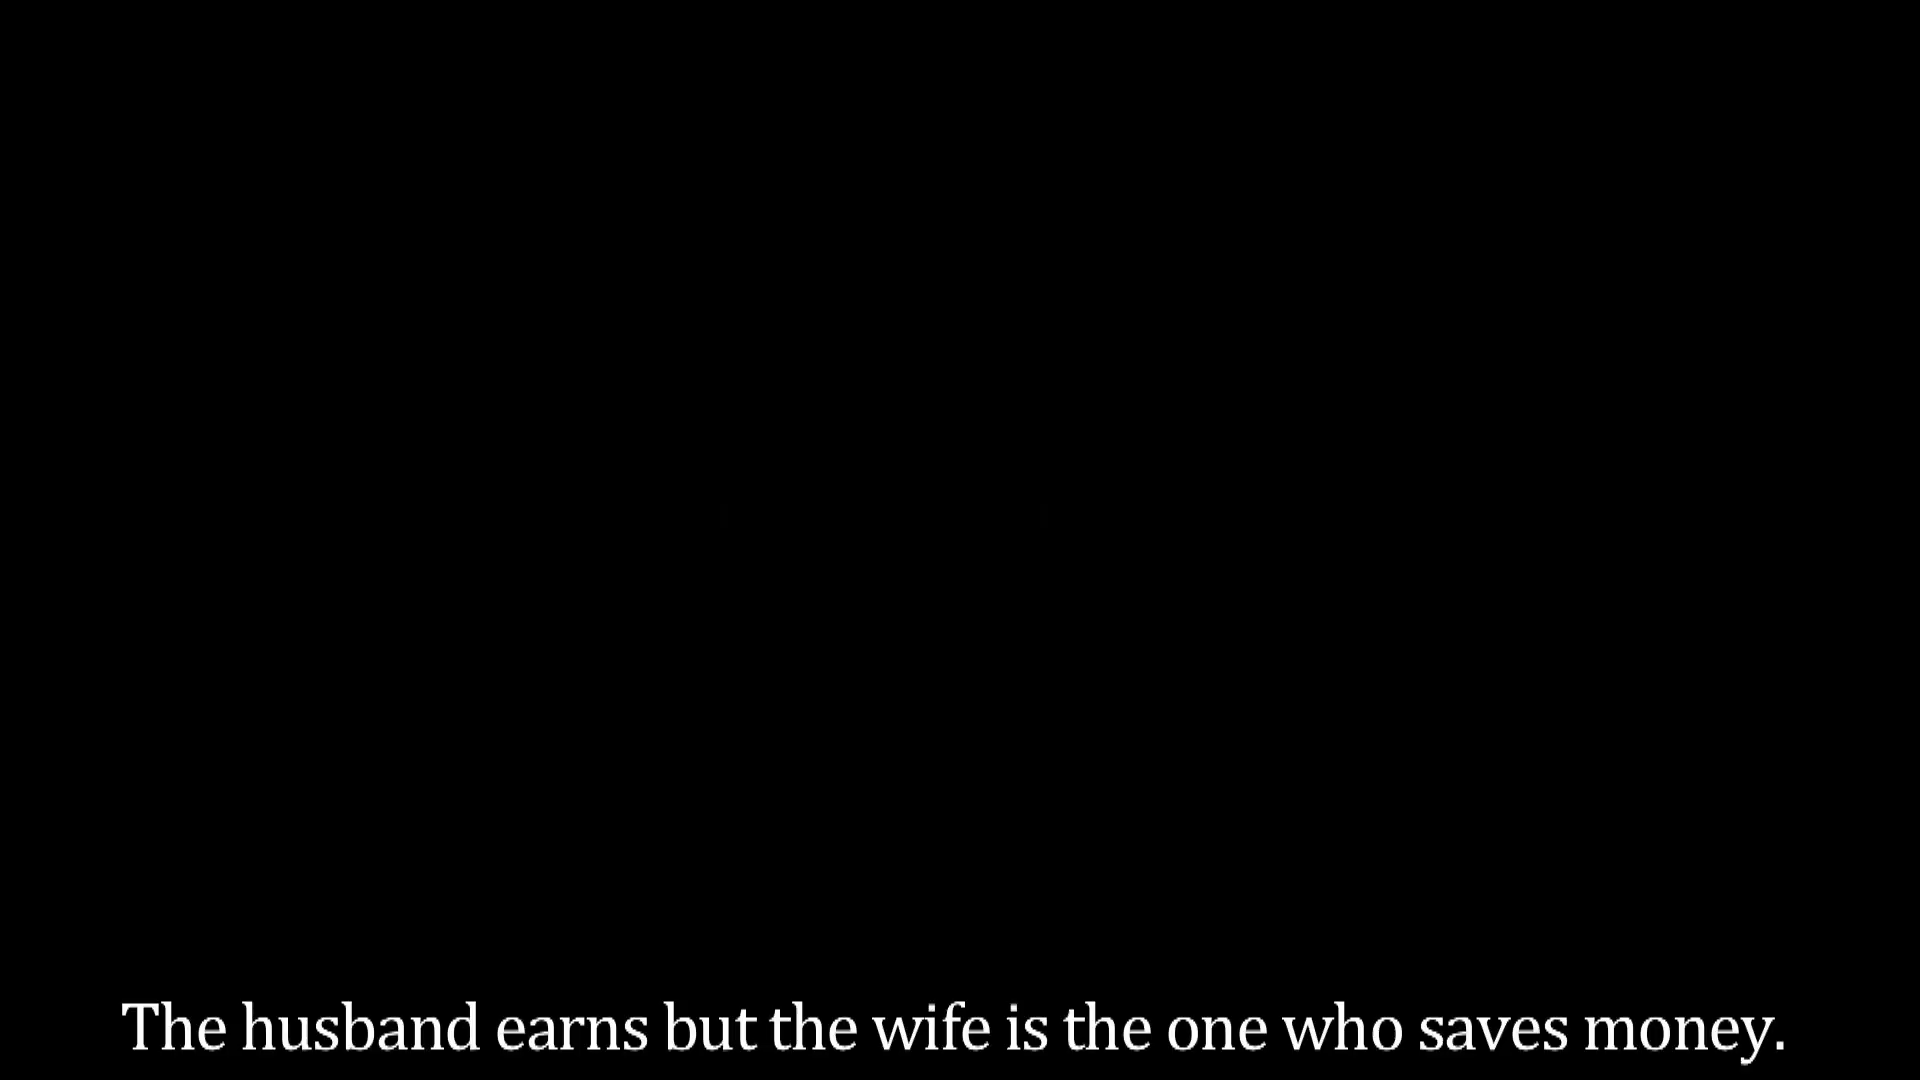 The husband earns but the wife is the one who saves money.